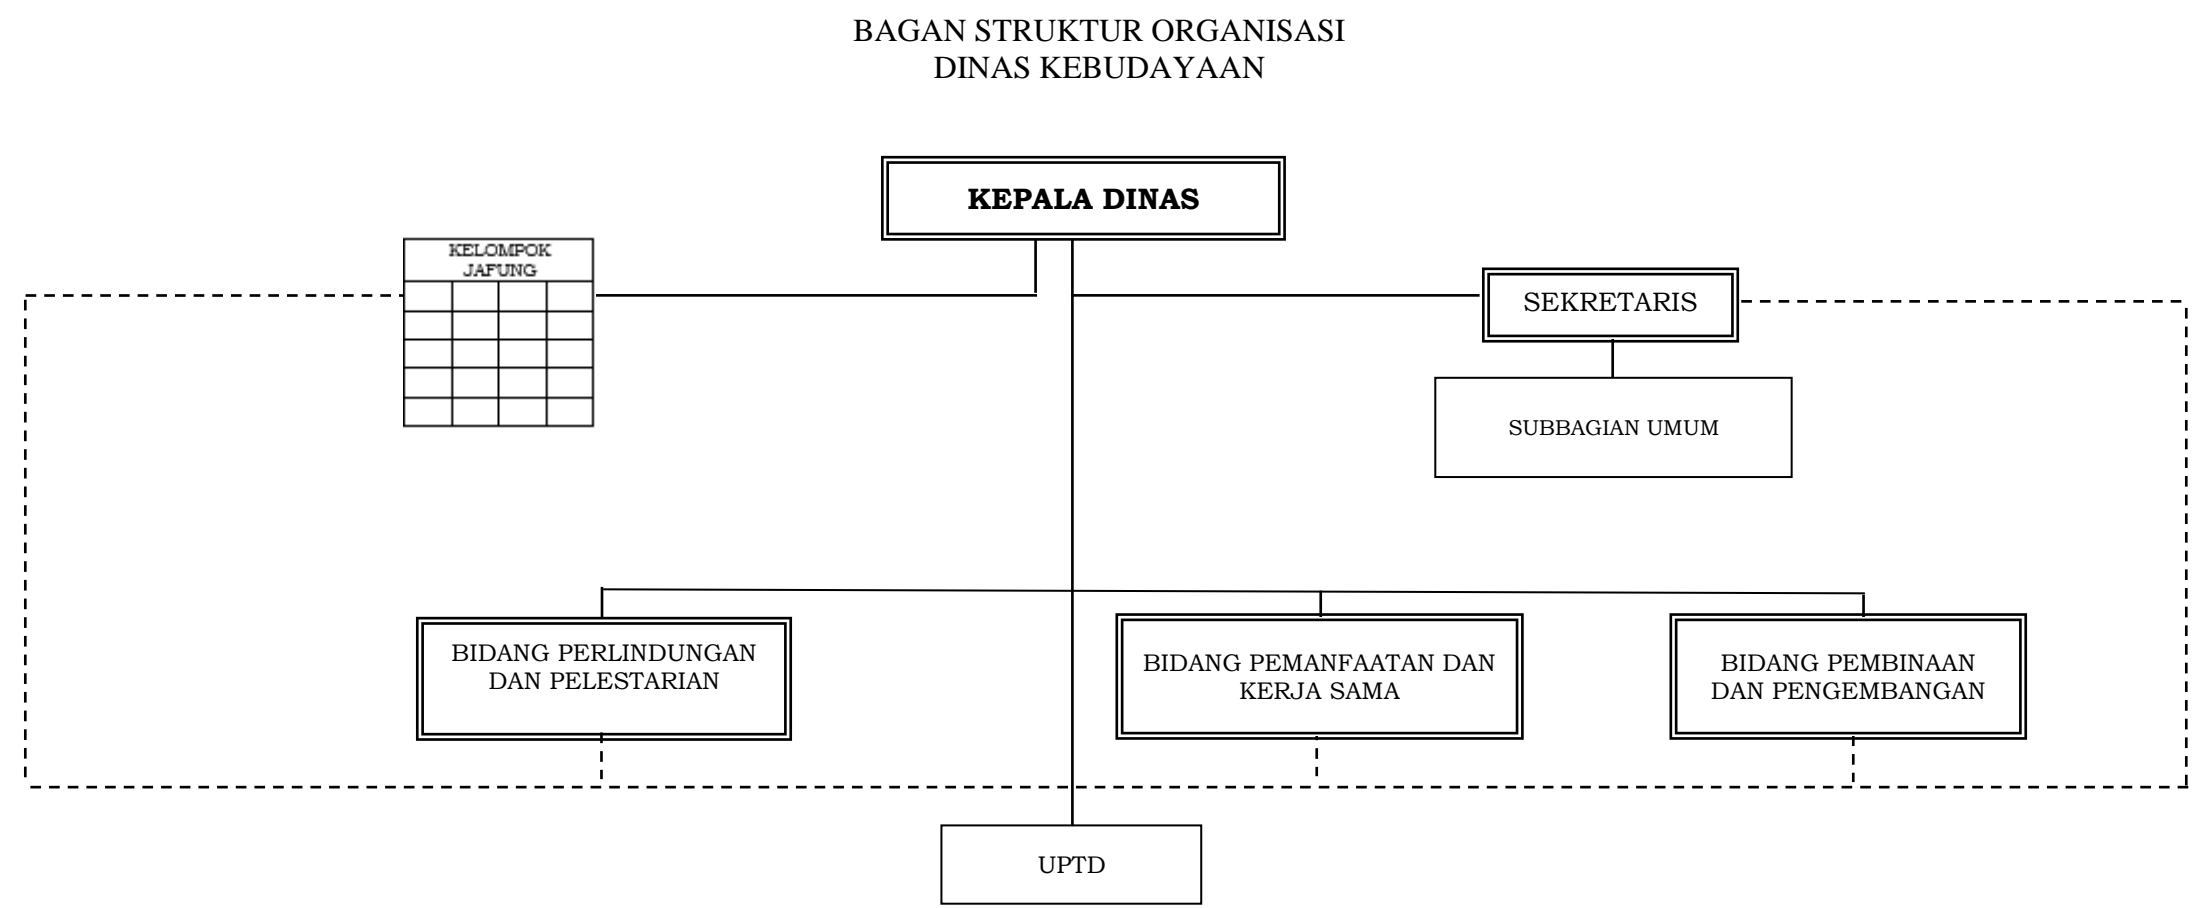 BAGAN STRUKTUR ORGANISASI
DINAS KEBUDAYAAN
KEPALA DINAS
KELOMPOK
JAFUNG
SEKRETARIS
SUBBAGIAN UMUM
BIDANG PERLINDUNGAN
DAN PELESTARIAN
BIDANG PEMANFAATAN DAN
KERJA SAMA
BIDANG PEMBINAAN
DAN PENGEMBANGAN
UPTD